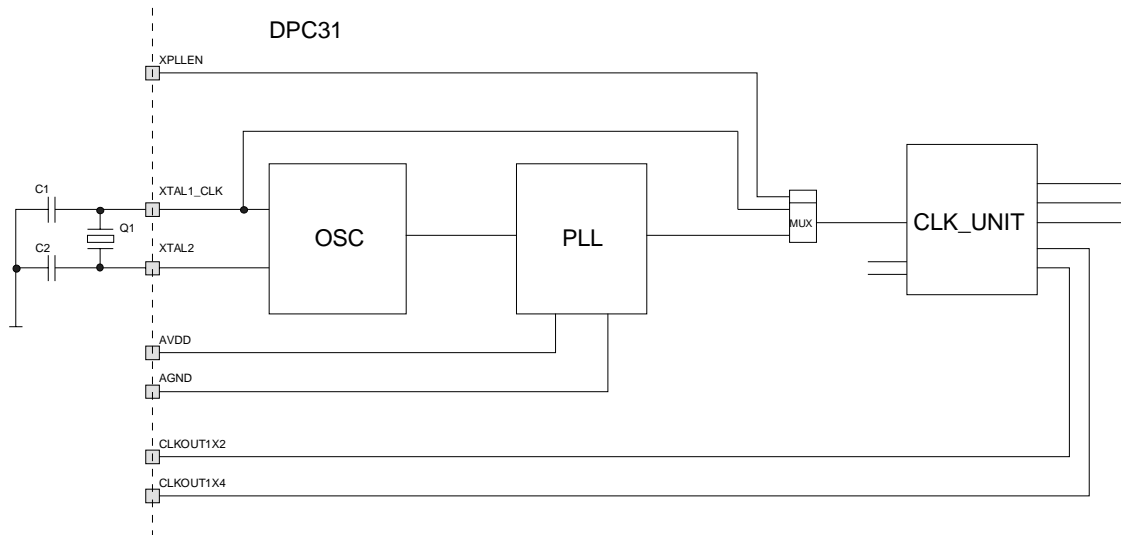 DPC31
XPLLEN
C1
XTAL1_CLK
Q1
C2
XTAL2
OSC
PLL
MUX
CLK_UNIT
AVDD
AGND
CLKOUT1X2
CLKOUT1X4